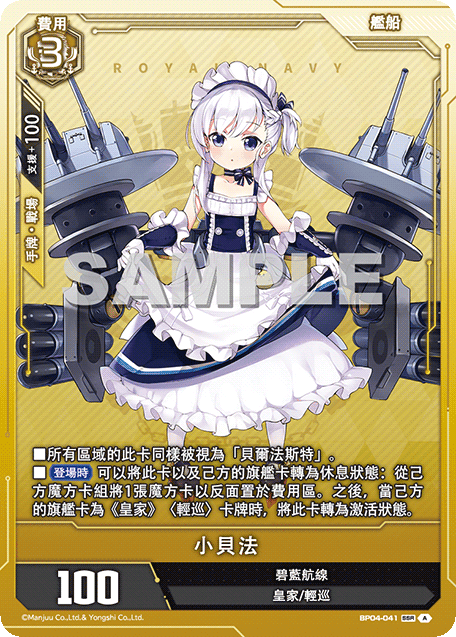 費用
3
艦船
ROYAL NAVY
支援+100
手牌・戰場
SAMPLE
■所有區域的此卡同樣被視為「貝爾法斯特」。
■ 登場時 可以將此卡以及己方的旗艦卡轉為休息狀態：從己
方魔方卡組將1張魔方卡以反面置於費用區。之後，當己方
的旗艦卡為《皇家》〈輕巡〉卡牌時，將此卡轉為激活狀態。
小貝法
100
碧藍航線
皇家/輕巡
©Manjuu Co.,Ltd.& Yongshi Co.,Ltd.
BP04-041 SSR A